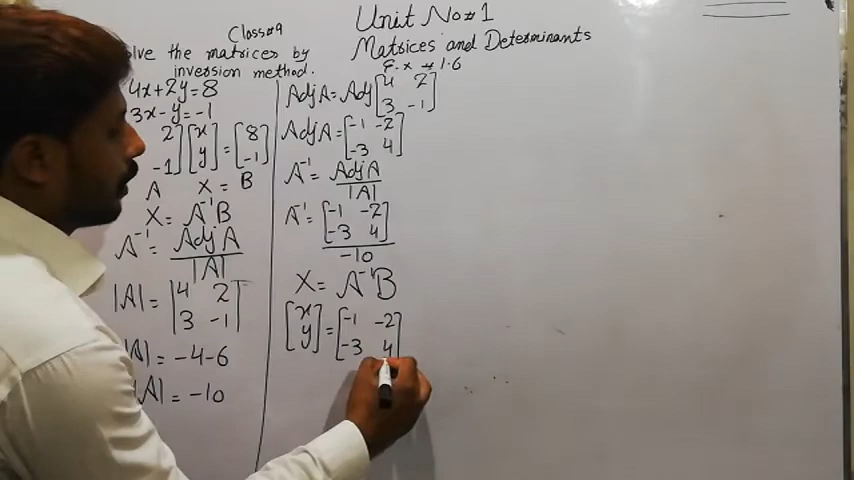 Unit No#1
Class#9
Matrices and Determinants
E.x #1.6
lve the matrices by
inversion method.
4x+2y=8
3x-y=-1
2] [x = [8
-1] y] -1]
A X = B
X = A⁻¹B
A⁻¹ = Adj A
|A|
|A| = |4 2
3 -1|
|A| = -4-6
|A| = -10
Adj A = Adj [4 2
3 -1]
Adj A = [-1 -2
-3 4]
A⁻¹ = Adj A
|A|
A⁻¹ = [-1 -2
-3 4]
-10
X = A⁻¹B
[x = [-1 -2
y] -3 4]